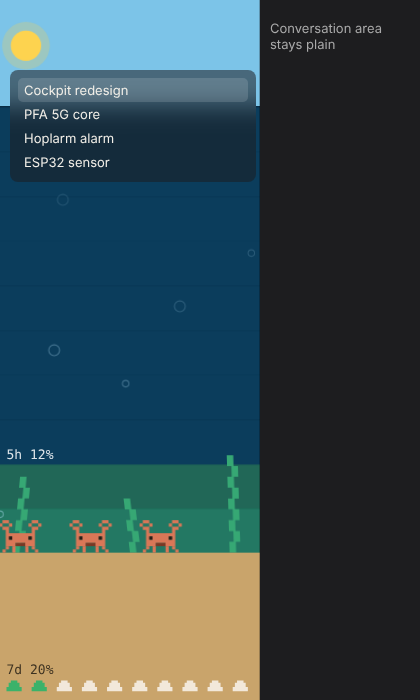 Conversation area
stays plain
Cockpit redesign
PFA 5G core
Hoplarm alarm
ESP32 sensor
5h 12%
7d 20%